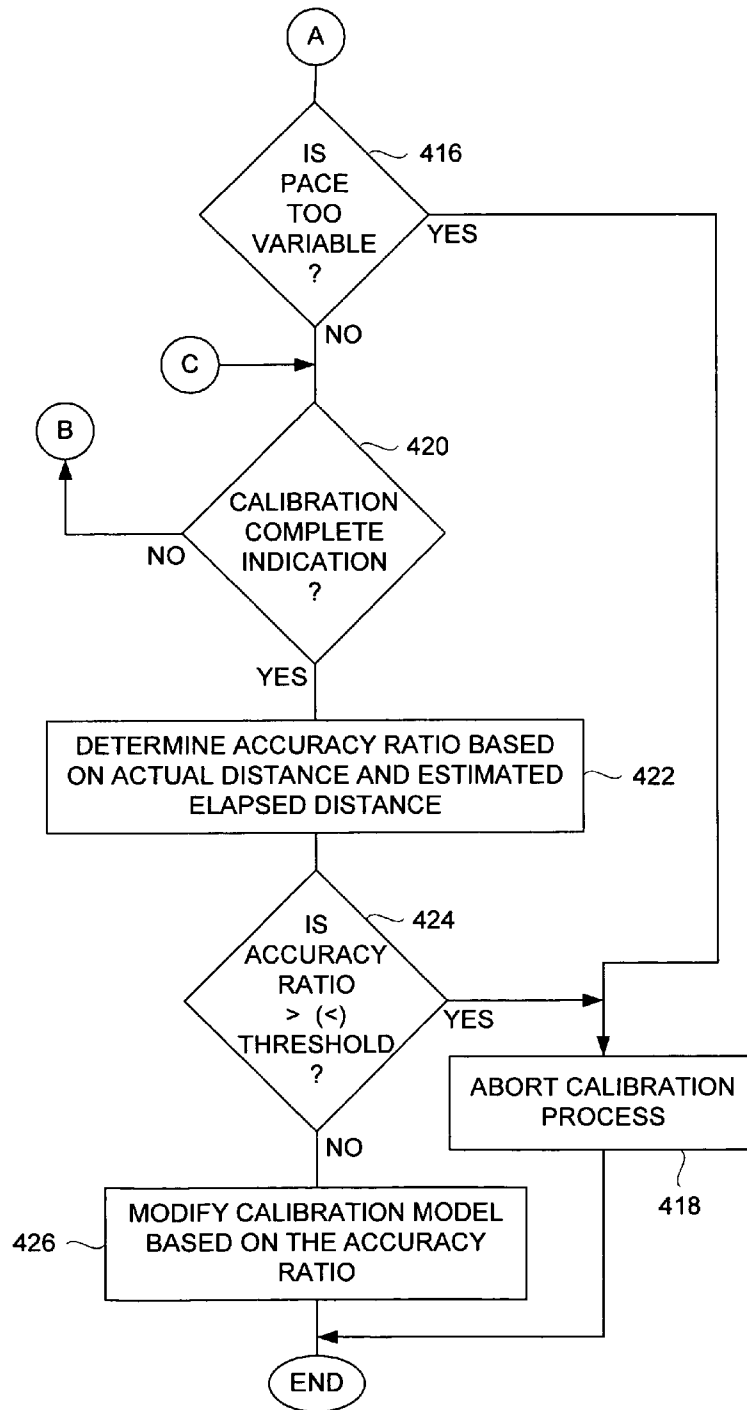 A
IS
PACE
TOO
VARIABLE
?
416
YES
NO
C
B
420
CALIBRATION
COMPLETE
INDICATION
?
NO
YES
DETERMINE ACCURACY RATIO BASED
ON ACTUAL DISTANCE AND ESTIMATED
ELAPSED DISTANCE
422
IS
ACCURACY
RATIO
> (<)
THRESHOLD
?
424
YES
NO
ABORT CALIBRATION
PROCESS
418
MODIFY CALIBRATION MODEL
BASED ON THE ACCURACY
RATIO
426
END